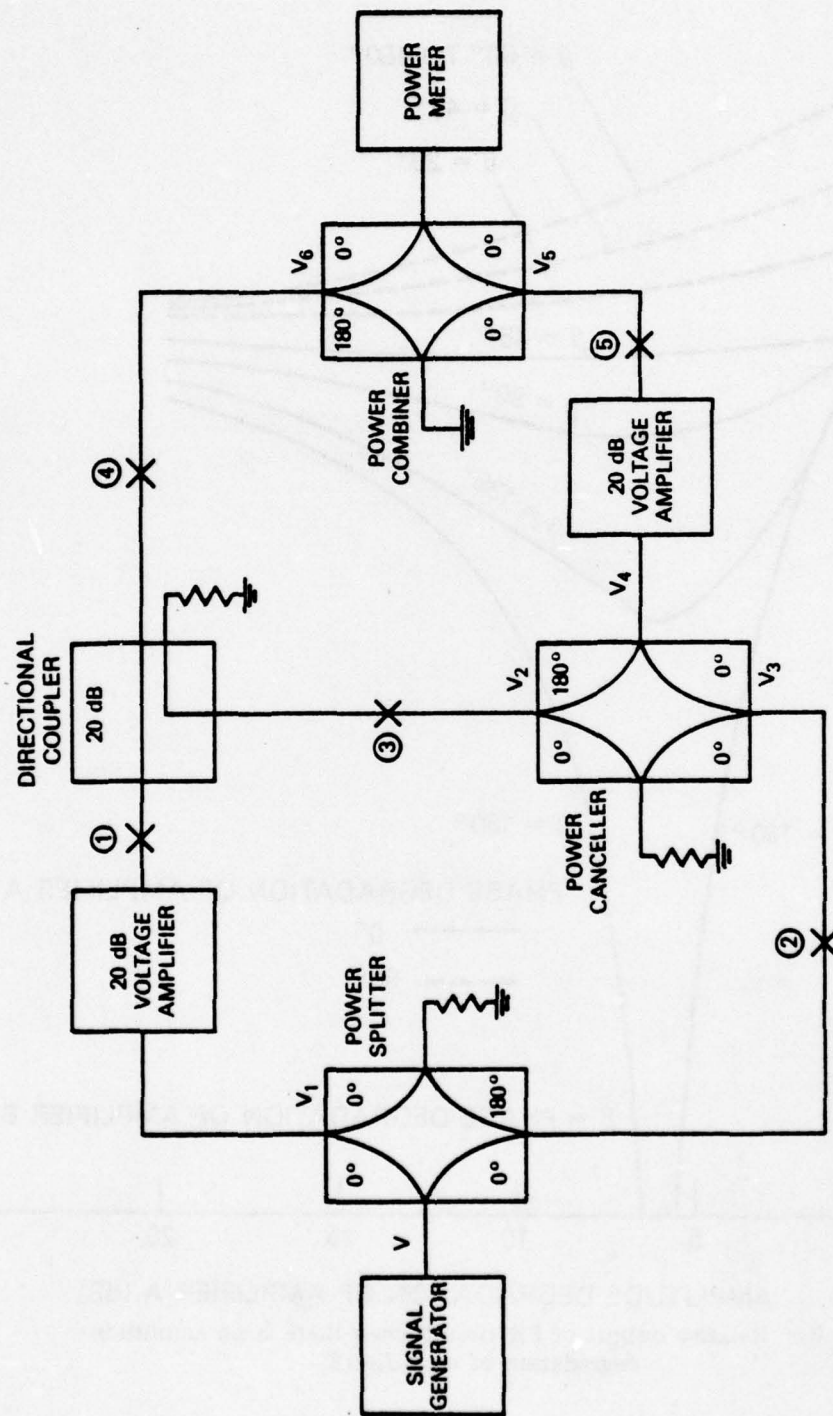 SIGNAL
GENERATOR
V
V₁
0°
0°
0°
180°
POWER
SPLITTER
20 dB
VOLTAGE
AMPLIFIER
①
②
DIRECTIONAL
COUPLER
20 dB
③
POWER
CANCELLER
V₂
0°
180°
0°
0°
V₃
V₄
20 dB
VOLTAGE
AMPLIFIER
④
⑤
POWER
COMBINER
V₆
180°
0°
0°
0°
V₅
POWER
METER